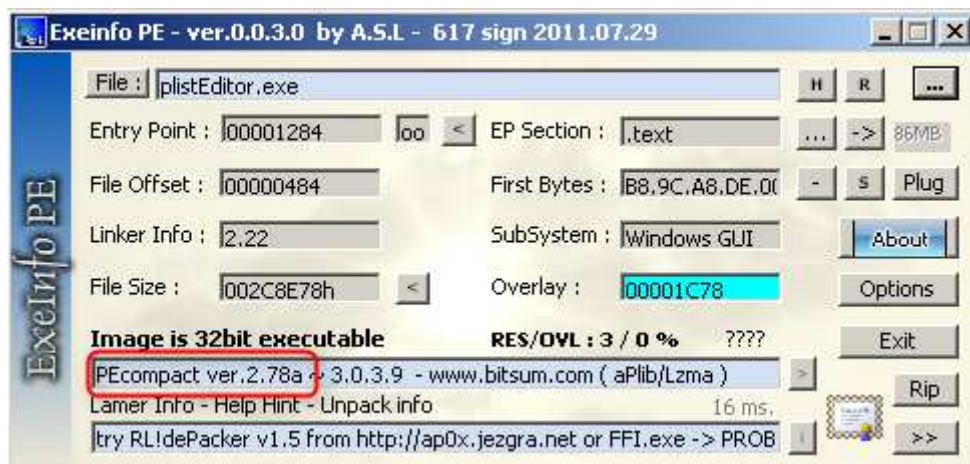 Exeinfo PE - ver.0.0.3.0 by A.S.L - 617 sign 2011.07.29
File : plistEditor.exe H R ...
Entry Point : 00001284 oo < EP Section : .text ... -> 86MB
File Offset : 00000484 First Bytes : B8.9C.A8.DE.0( - S Plug
Linker Info : 2.22 SubSystem : Windows GUI About
File Size : 002C8E78h < Overlay : 00001C78 Options
Image is 32bit executable RES/OVL : 3 / 0 % ???? Exit
PEcompact ver.2.78a ~ 3.0.3.9 - www.bitsum.com ( aPlib/Lzma ) > Rip
Lamer Info - Help Hint - Unpack info 16 ms.
try RL!dePacker v1.5 from http://ap0x.jezgra.net or FFI.exe -> PROB >>
ExeInfo PE